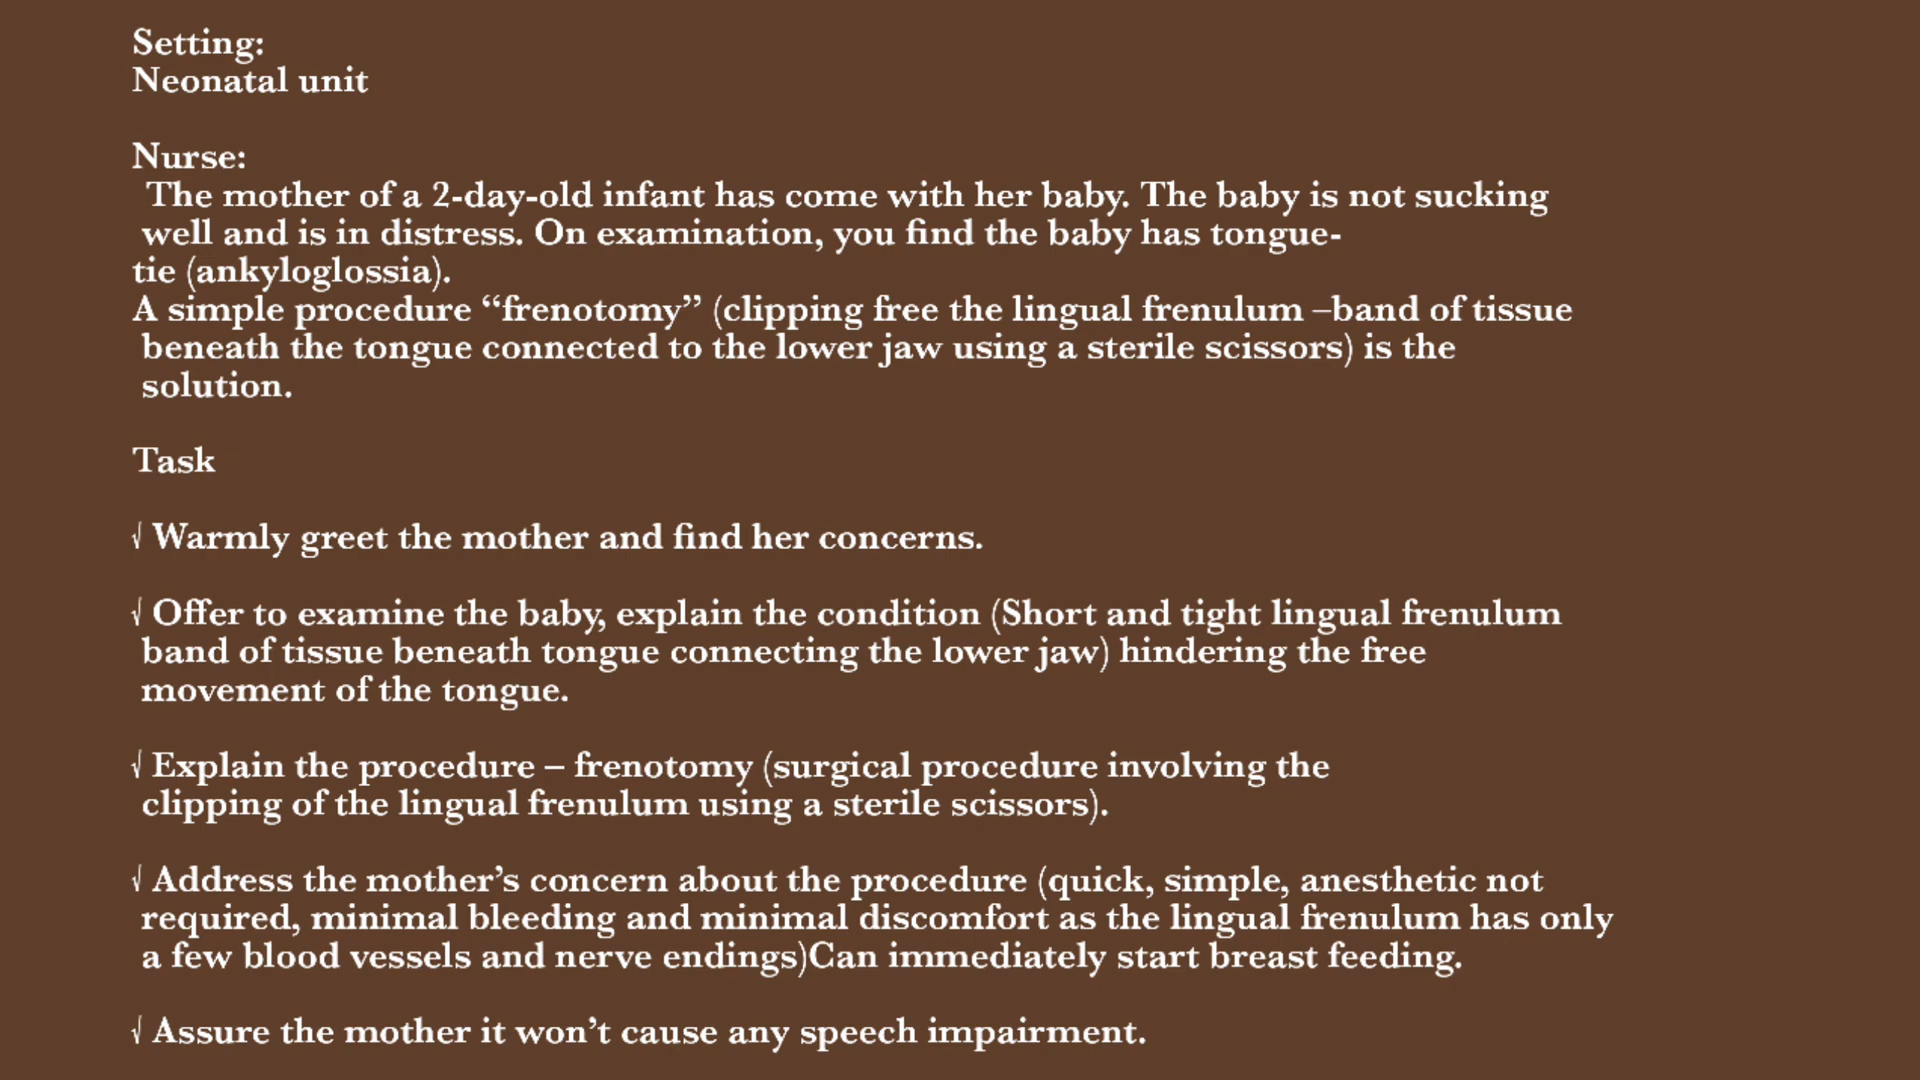 Setting:
Neonatal unit
Nurse:
The mother of a 2-day-old infant has come with her baby. The baby is not sucking
well and is in distress. On examination, you find the baby has tongue-
tie (ankyloglossia).
A simple procedure “frenotomy” (clipping free the lingual frenulum –band of tissue
beneath the tongue connected to the lower jaw using a sterile scissors) is the
solution.
Task
√ Warmly greet the mother and find her concerns.
√ Offer to examine the baby, explain the condition (Short and tight lingual frenulum
band of tissue beneath tongue connecting the lower jaw) hindering the free
movement of the tongue.
√ Explain the procedure – frenotomy (surgical procedure involving the
clipping of the lingual frenulum using a sterile scissors).
√ Address the mother’s concern about the procedure (quick, simple, anesthetic not
required, minimal bleeding and minimal discomfort as the lingual frenulum has only
a few blood vessels and nerve endings)Can immediately start breast feeding.
√ Assure the mother it won’t cause any speech impairment.